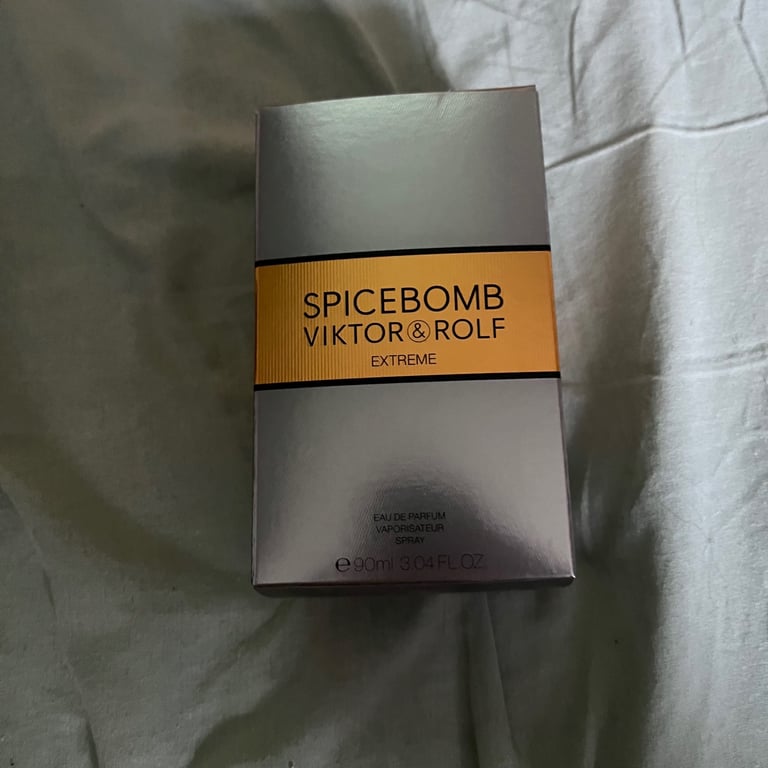 SPICEBOMB
VIKTOR&ROLF
EXTREME
EAU DE PARFUM
VAPORISATEUR
SPRAY
℮ 90ml 3.04 FL.OZ.